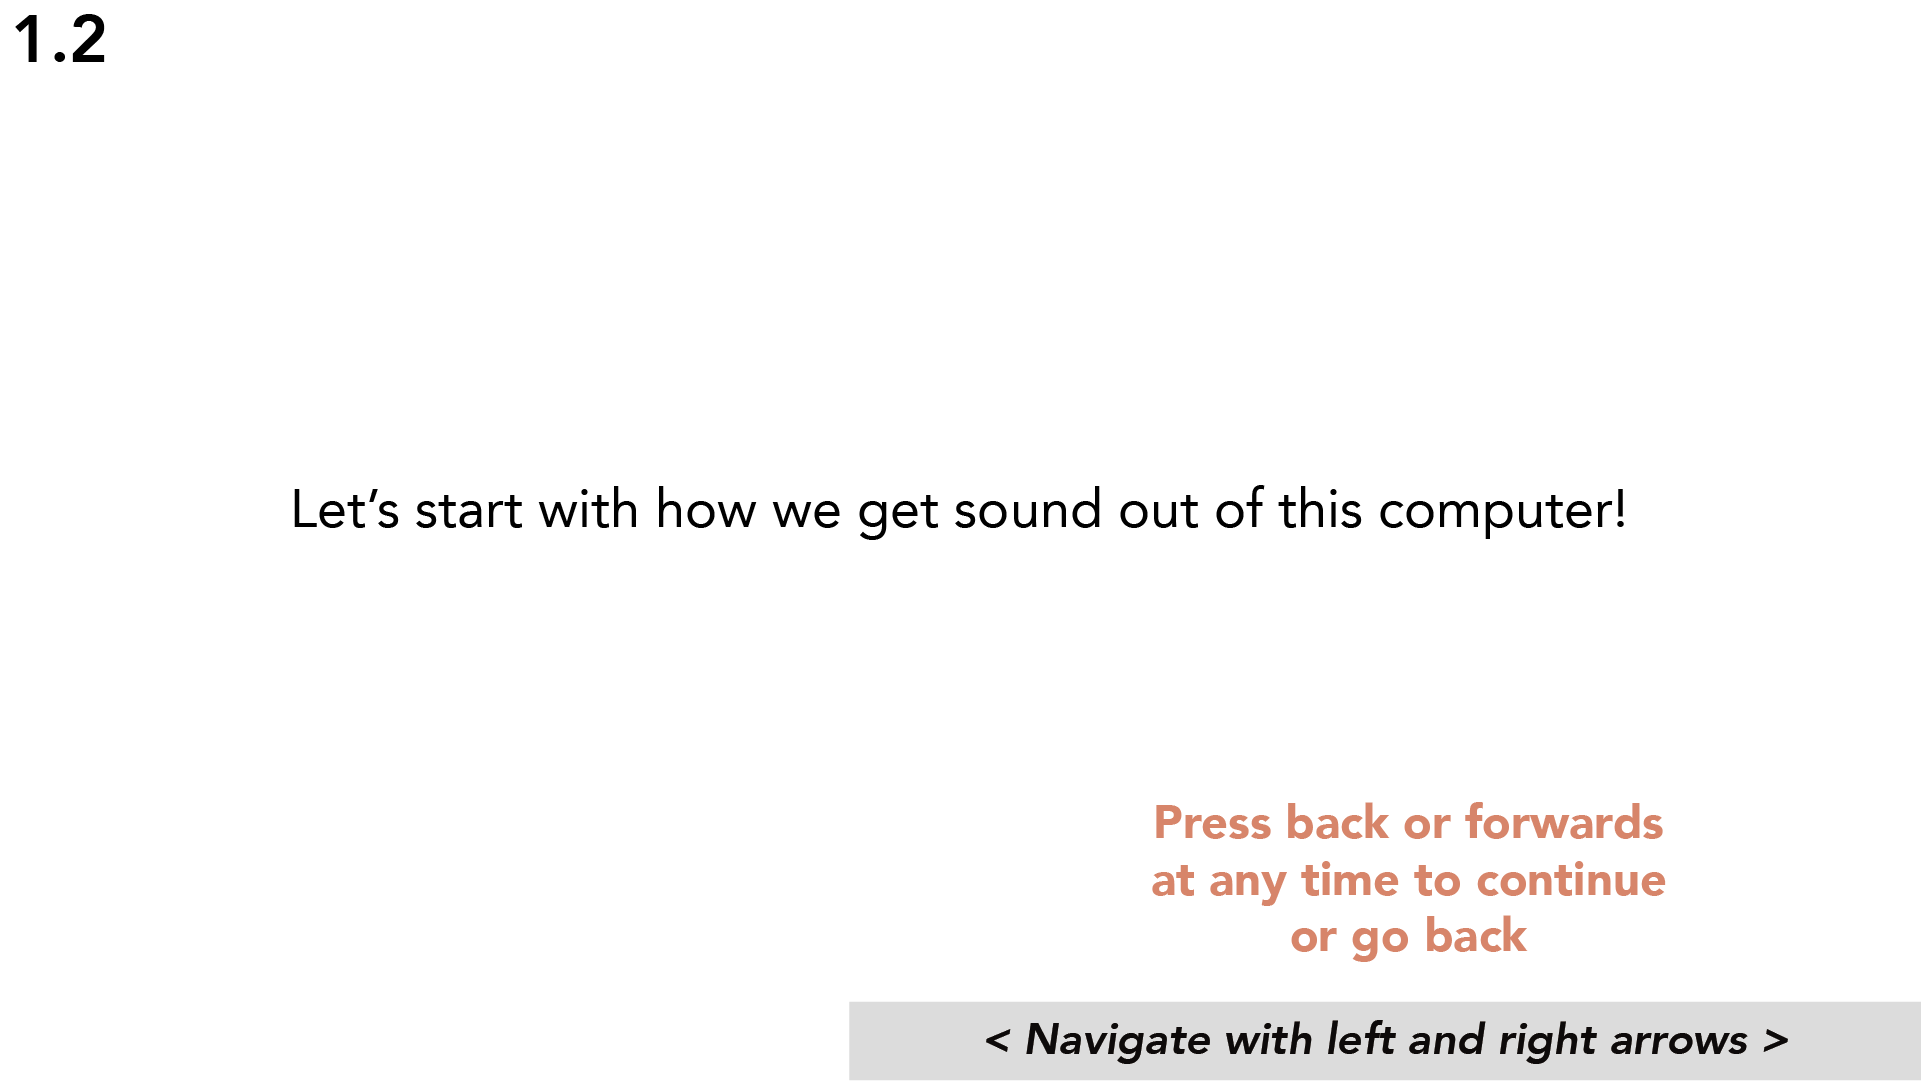 1.2
Let’s start with how we get sound out of this computer!
Press back or forwards
at any time to continue
or go back
< Navigate with left and right arrows >